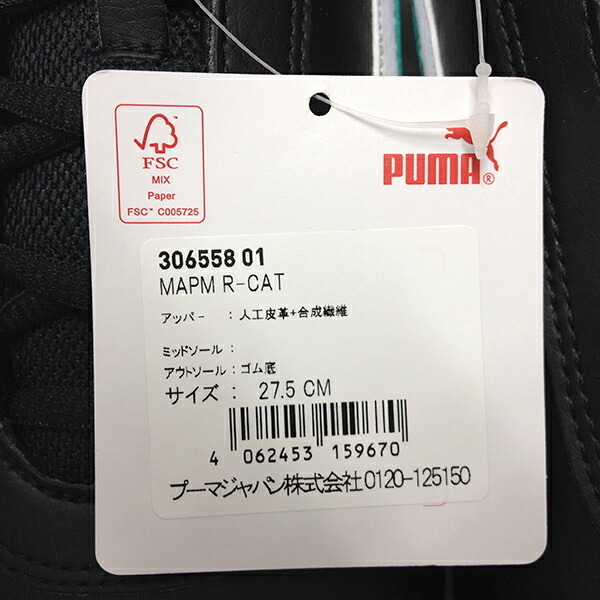 FSC
MIX
Paper
FSC™ C005725
PUMA®
306558 01
MAPM R-CAT
アッパー : 人工皮革+合成繊維
ミッドソール :
アウトソール : ゴム底
サイズ : 27.5 CM
4 062453 159670
プーマジャパン株式会社0120-125150